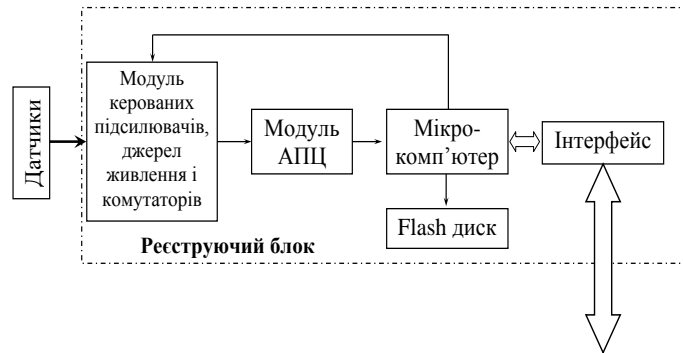 Датчики
Модуль
керованих
підсилювачів,
джерел
живлення і
комутаторів
Модуль
АПЦ
Мікро-
комп’ютер
Інтерфейс
Flash диск
Реєструючий блок